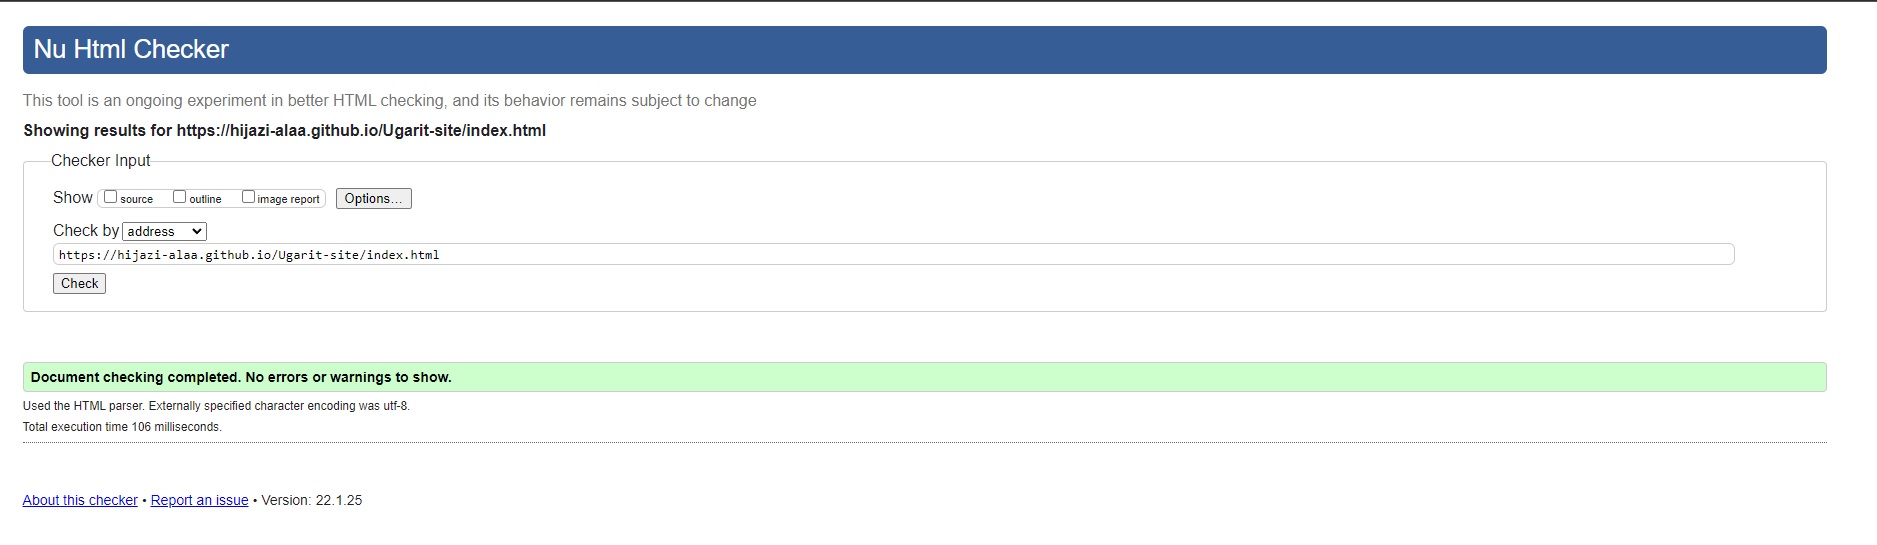 Nu Html Checker
This tool is an ongoing experiment in better HTML checking, and its behavior remains subject to change
Showing results for https://hijazi-alaa.github.io/Ugarit-site/index.html
Checker Input
Show source outline image report Options...
Check by address
https://hijazi-alaa.github.io/Ugarit-site/index.html
Check
Document checking completed. No errors or warnings to show.
Used the HTML parser. Externally specified character encoding was utf-8.
Total execution time 106 milliseconds.
About this checker • Report an issue • Version: 22.1.25